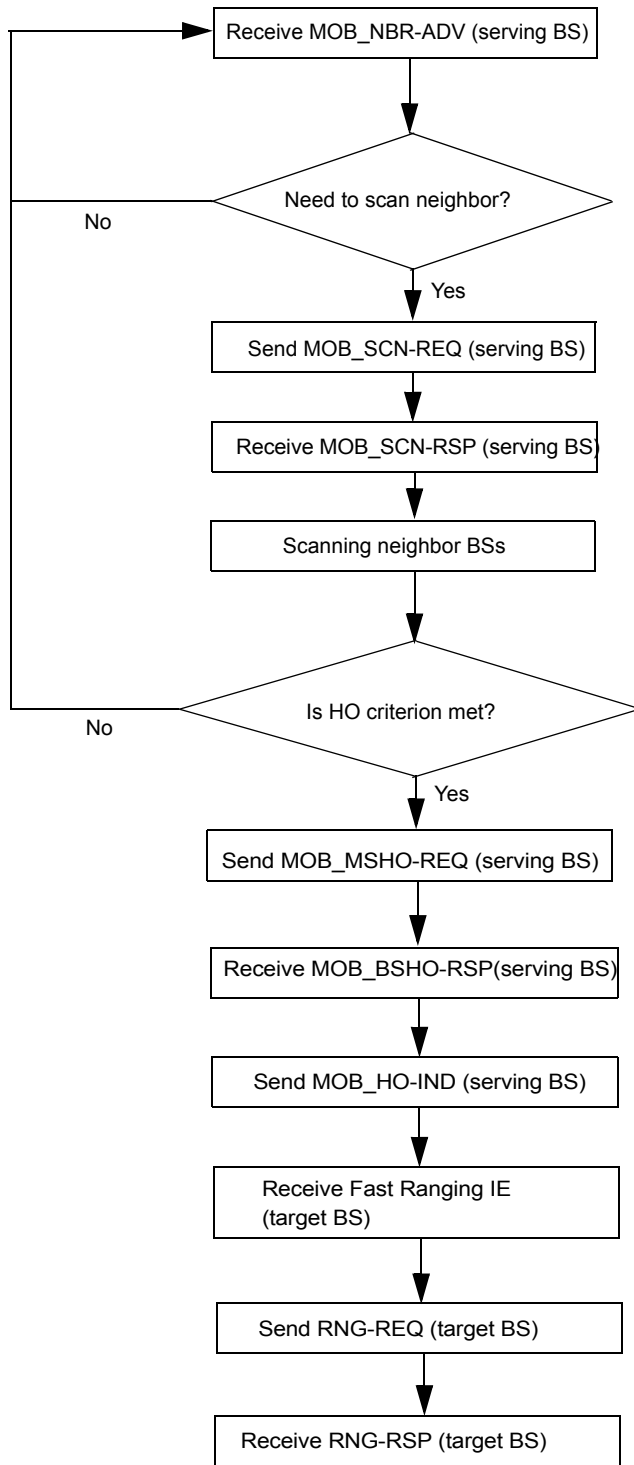 Receive MOB_NBR-ADV (serving BS)
Need to scan neighbor?
No
Yes
Send MOB_SCN-REQ (serving BS)
Receive MOB_SCN-RSP (serving BS)
Scanning neighbor BSs
Is HO criterion met?
No
Yes
Send MOB_MSHO-REQ (serving BS)
Receive MOB_BSHO-RSP(serving BS)
Send MOB_HO-IND (serving BS)
Receive Fast Ranging IE
(target BS)
Send RNG-REQ (target BS)
Receive RNG-RSP (target BS)